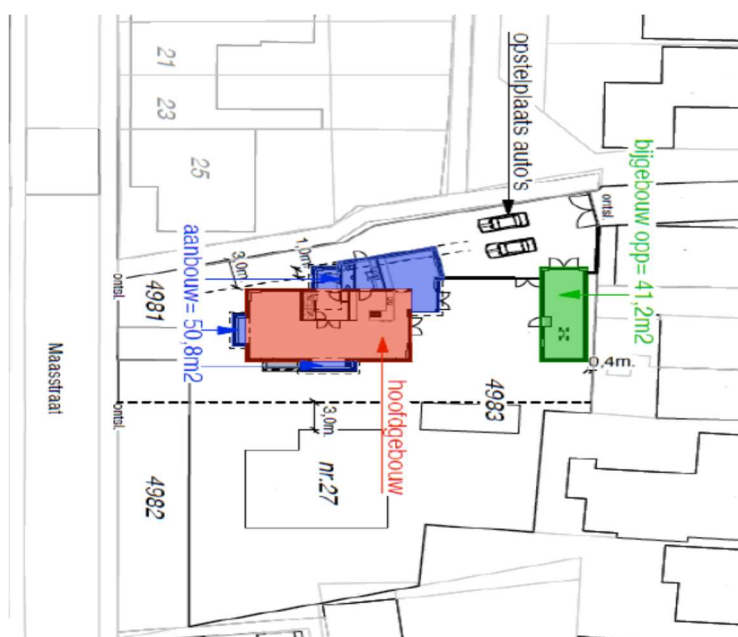 21
23
25
opstelplaats auto's
ontsl.
bijgebouw opp= 41,2m2
aanbouw= 50,8m2
1,0m.
3,0m.
ontsl.
4981
Maasstraat
hoofdgebouw
0,4m.
4983
ontsl.
3,0m.
nr.27
4982